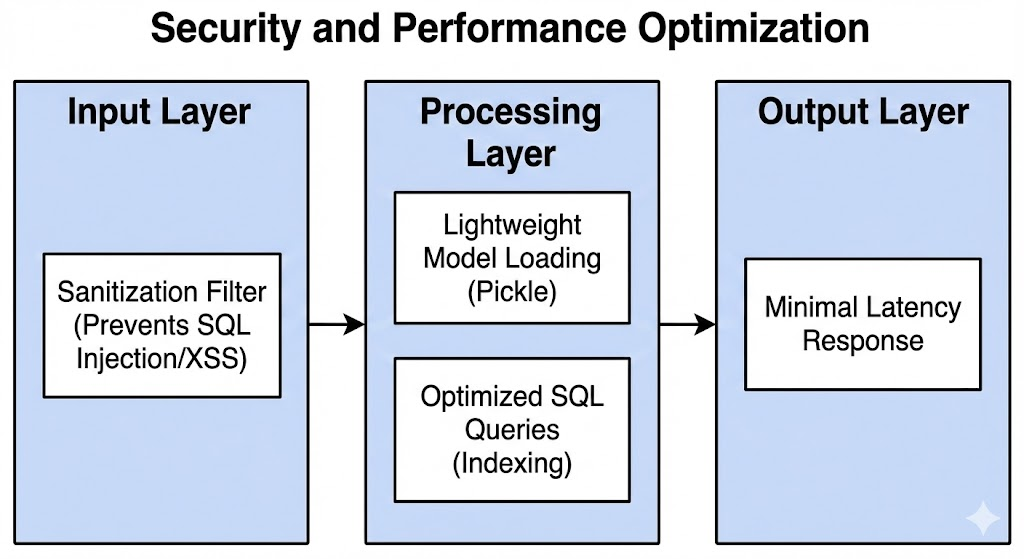 Security and Performance Optimization
Input Layer
Sanitization Filter
(Prevents SQL
Injection/XSS)
Processing
Layer
Lightweight
Model Loading
(Pickle)
Optimized SQL
Queries
(Indexing)
Output Layer
Minimal Latency
Response